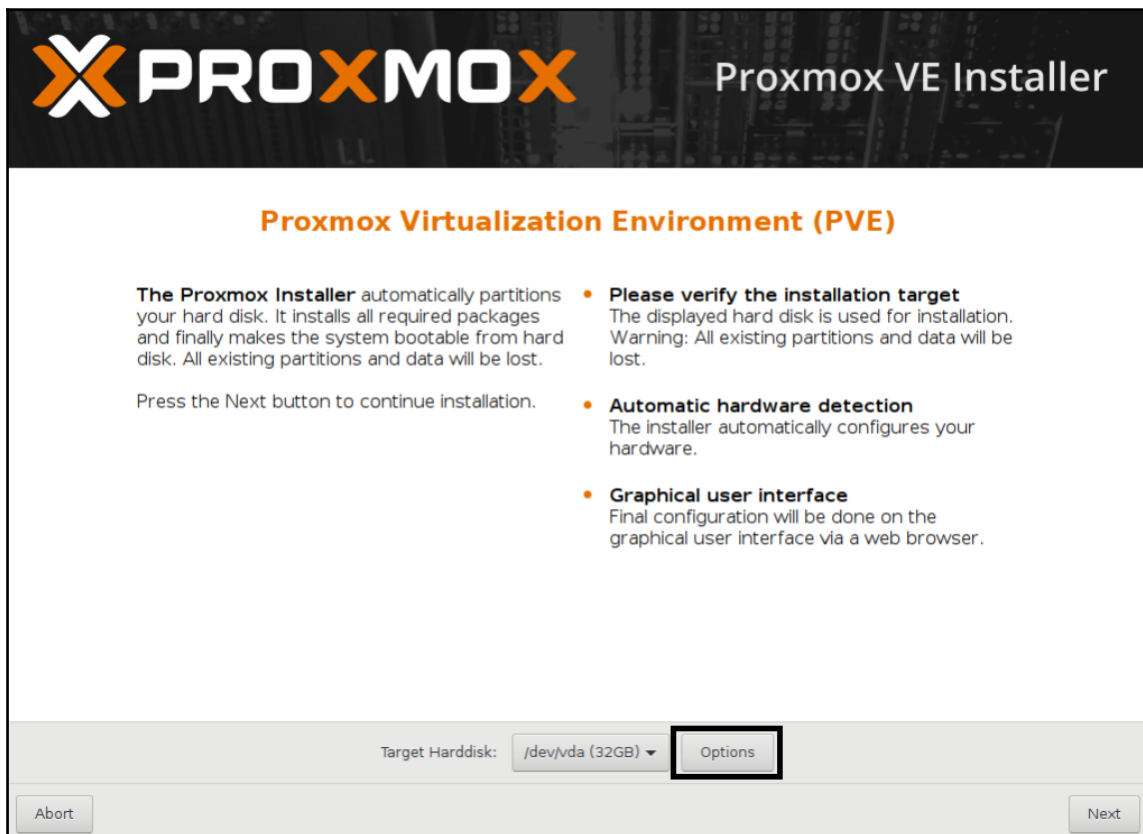 PROXMOX
Proxmox VE Installer
Proxmox Virtualization Environment (PVE)
The Proxmox Installer automatically partitions
your hard disk. It installs all required packages
and finally makes the system bootable from hard
disk. All existing partitions and data will be lost.
Press the Next button to continue installation.
• Please verify the installation target
The displayed hard disk is used for installation.
Warning: All existing partitions and data will be
lost.
• Automatic hardware detection
The installer automatically configures your
hardware.
• Graphical user interface
Final configuration will be done on the
graphical user interface via a web browser.
Target Harddisk: /dev/vda (32GB) Options
Abort Next